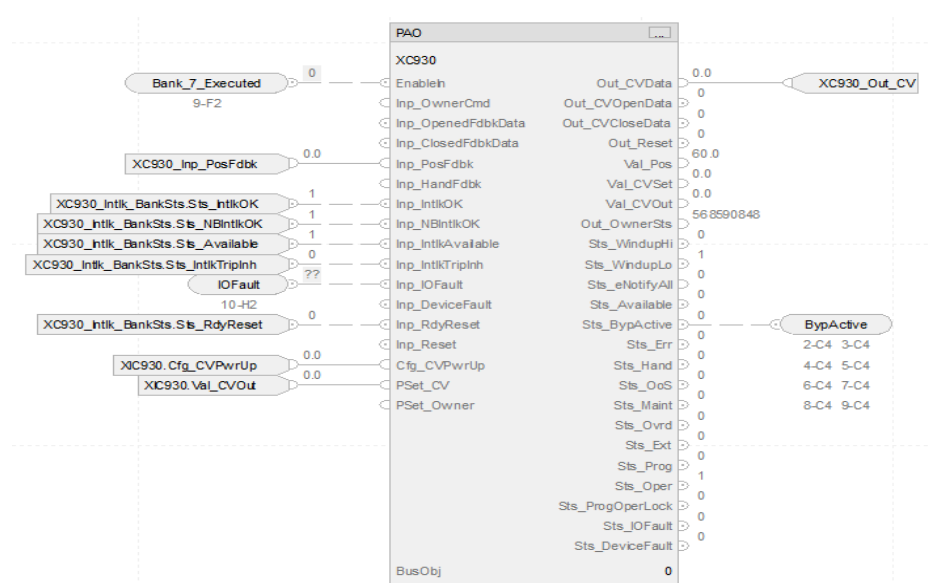 PAO ...
XC930
Bank_7_Executed 0 EnableIn Out_CVData 0.0 XC930_Out_CV
9-F2 Inp_OwnerCmd Out_CVOpenData 0
Inp_OpenedFdbkData Out_CVCloseData 0
Inp_ClosedFdbkData Out_Reset 0
XC930_Inp_PosFdbk 0.0 Inp_PosFdbk Val_Pos 60.0
Inp_HandFdbk Val_CVSet 0.0
XC930_Intlk_BankSts.Sts_IntlkOK 1 Inp_IntlkOK Val_CVOut 0.0
XC930_Intlk_BankSts.Sts_NBIntlkOK 1 Inp_NBIntlkOK Out_OwnerSts 568590848
XC930_Intlk_BankSts.Sts_Available 1 Inp_IntlkAvailable Sts_WindupHi 0
XC930_Intlk_BankSts.Sts_IntlkTripInh 0 Inp_IntlkTripInh Sts_WindupLo 1
IOFault ?? Inp_IOFault Sts_eNotifyAll 0
10-H2 Inp_DeviceFault Sts_Available 0
XC930_Intlk_BankSts.Sts_RdyReset 0 Inp_RdyReset Sts_BypActive 0 BypActive
Inp_Reset Sts_Err 0 2-C4 3-C4
XIC930.Cfg_CVPwrUp 0.0 Cfg_CVPwrUp Sts_Hand 0 4-C4 5-C4
XIC930.Val_CVOut 0.0 PSet_CV Sts_OoS 0 6-C4 7-C4
PSet_Owner Sts_Maint 0 8-C4 9-C4
Sts_Ovrd 0
Sts_Ext 0
Sts_Prog 0
Sts_Oper 1
Sts_ProgOperLock 0
Sts_IOFault 0
Sts_DeviceFault 0
BusObj 0